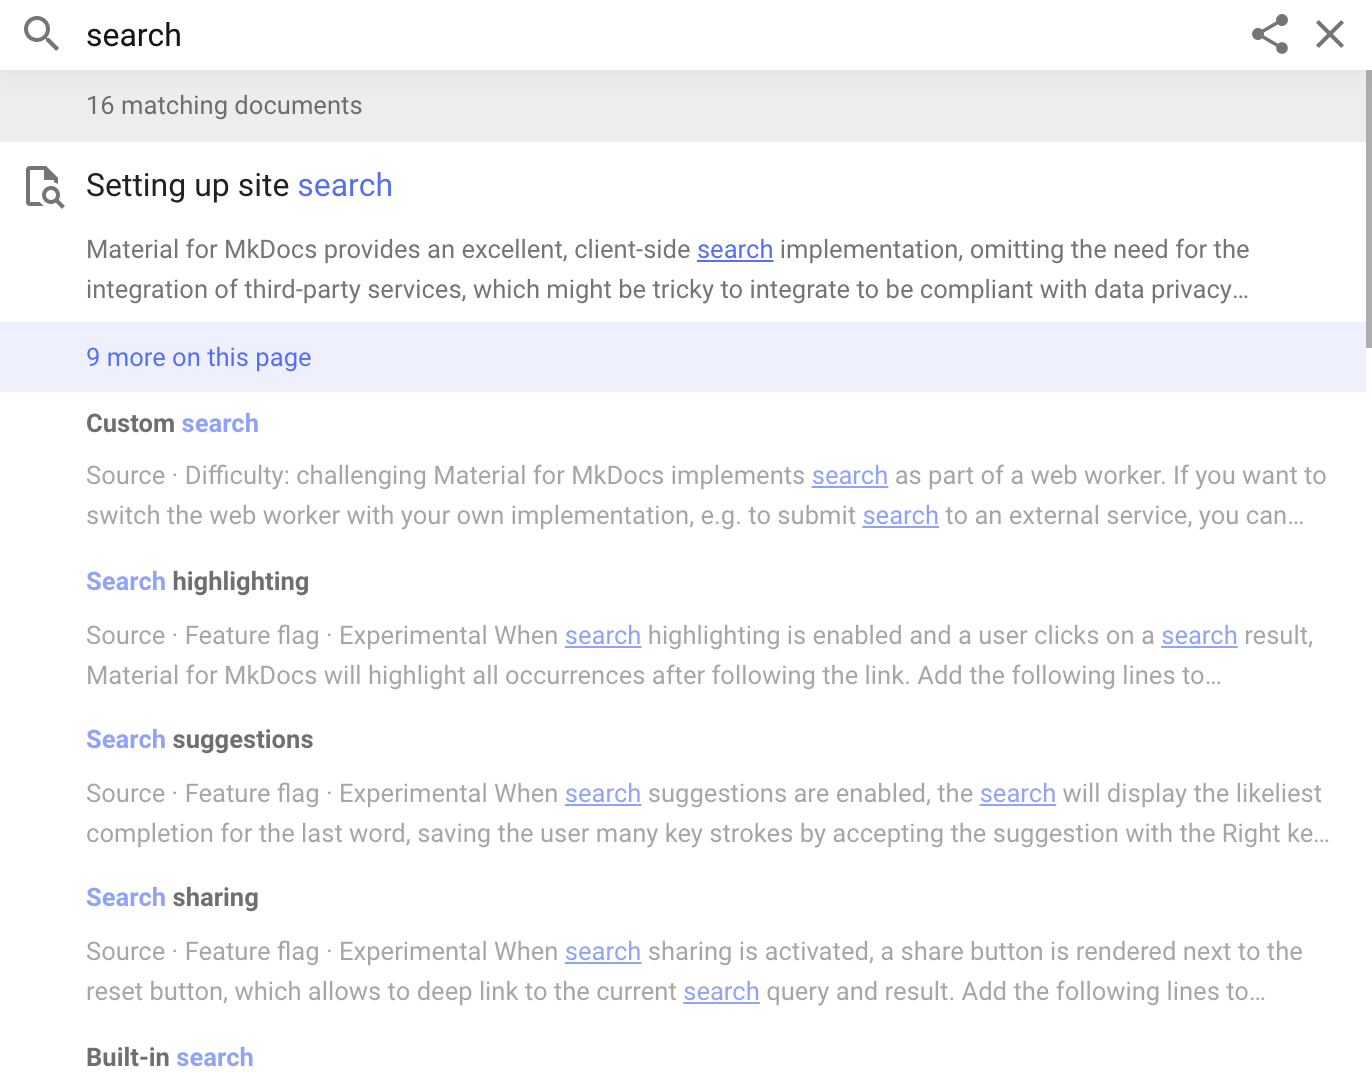 search
16 matching documents
Setting up site search
Material for MkDocs provides an excellent, client-side search implementation, omitting the need for the
integration of third-party services, which might be tricky to integrate to be compliant with data privacy…
9 more on this page
Custom search
Source · Difficulty: challenging Material for MkDocs implements search as part of a web worker. If you want to
switch the web worker with your own implementation, e.g. to submit search to an external service, you can…
Search highlighting
Source · Feature flag · Experimental When search highlighting is enabled and a user clicks on a search result,
Material for MkDocs will highlight all occurrences after following the link. Add the following lines to…
Search suggestions
Source · Feature flag · Experimental When search suggestions are enabled, the search will display the likeliest
completion for the last word, saving the user many key strokes by accepting the suggestion with the Right ke…
Search sharing
Source · Feature flag · Experimental When search sharing is activated, a share button is rendered next to the
reset button, which allows to deep link to the current search query and result. Add the following lines to…
Built-in search